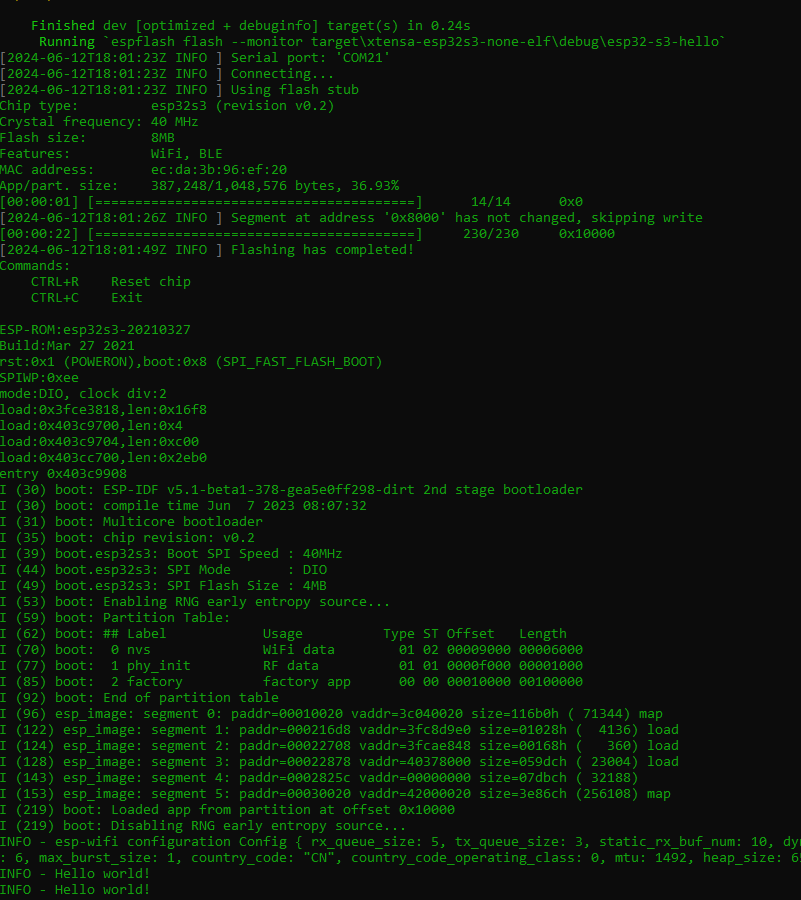 Finished dev [optimized + debuginfo] target(s) in 0.24s
     Running `espflash flash --monitor target\xtensa-esp32s3-none-elf\debug\esp32-s3-hello`
[2024-06-12T18:01:23Z INFO ] Serial port: 'COM21'
[2024-06-12T18:01:23Z INFO ] Connecting...
[2024-06-12T18:01:23Z INFO ] Using flash stub
Chip type:         esp32s3 (revision v0.2)
Crystal frequency: 40 MHz
Flash size:        8MB
Features:          WiFi, BLE
MAC address:       ec:da:3b:96:ef:20
App/part. size:    387,248/1,048,576 bytes, 36.93%
[00:00:01] [========================================]      14/14      0x0
[2024-06-12T18:01:26Z INFO ] Segment at address '0x8000' has not changed, skipping write
[00:00:22] [========================================]     230/230     0x10000
[2024-06-12T18:01:49Z INFO ] Flashing has completed!
Commands:
    CTRL+R    Reset chip
    CTRL+C    Exit
ESP-ROM:esp32s3-20210327
Build:Mar 27 2021
rst:0x1 (POWERON),boot:0x8 (SPI_FAST_FLASH_BOOT)
SPIWP:0xee
mode:DIO, clock div:2
load:0x3fce3818,len:0x16f8
load:0x403c9700,len:0x4
load:0x403c9704,len:0xc00
load:0x403cc700,len:0x2eb0
entry 0x403c9908
I (30) boot: ESP-IDF v5.1-beta1-378-gea5e0ff298-dirt 2nd stage bootloader
I (30) boot: compile time Jun  7 2023 08:07:32
I (31) boot: Multicore bootloader
I (35) boot: chip revision: v0.2
I (39) boot.esp32s3: Boot SPI Speed : 40MHz
I (44) boot.esp32s3: SPI Mode       : DIO
I (49) boot.esp32s3: SPI Flash Size : 4MB
I (53) boot: Enabling RNG early entropy source...
I (59) boot: Partition Table:
I (62) boot: ## Label            Usage          Type ST Offset   Length
I (70) boot:  0 nvs              WiFi data        01 02 00009000 00006000
I (77) boot:  1 phy_init         RF data          01 01 0000f000 00001000
I (85) boot:  2 factory          factory app      00 00 00010000 00100000
I (92) boot: End of partition table
I (96) esp_image: segment 0: paddr=00010020 vaddr=3c040020 size=116b0h ( 71344) map
I (122) esp_image: segment 1: paddr=000216d8 vaddr=3fc8d9e0 size=01028h (  4136) load
I (124) esp_image: segment 2: paddr=00022708 vaddr=3fcae848 size=00168h (   360) load
I (128) esp_image: segment 3: paddr=00022878 vaddr=40378000 size=059dch ( 23004) load
I (143) esp_image: segment 4: paddr=0002825c vaddr=00000000 size=07dbch ( 32188)
I (153) esp_image: segment 5: paddr=00030020 vaddr=42000020 size=3e86ch (256108) map
I (219) boot: Loaded app from partition at offset 0x10000
I (219) boot: Disabling RNG early entropy source...
INFO - esp-wifi configuration Config { rx_queue_size: 5, tx_queue_size: 3, static_rx_buf_num: 10, dy
: 6, max_burst_size: 1, country_code: "CN", country_code_operating_class: 0, mtu: 1492, heap_size: 6
INFO - Hello world!
INFO - Hello world!